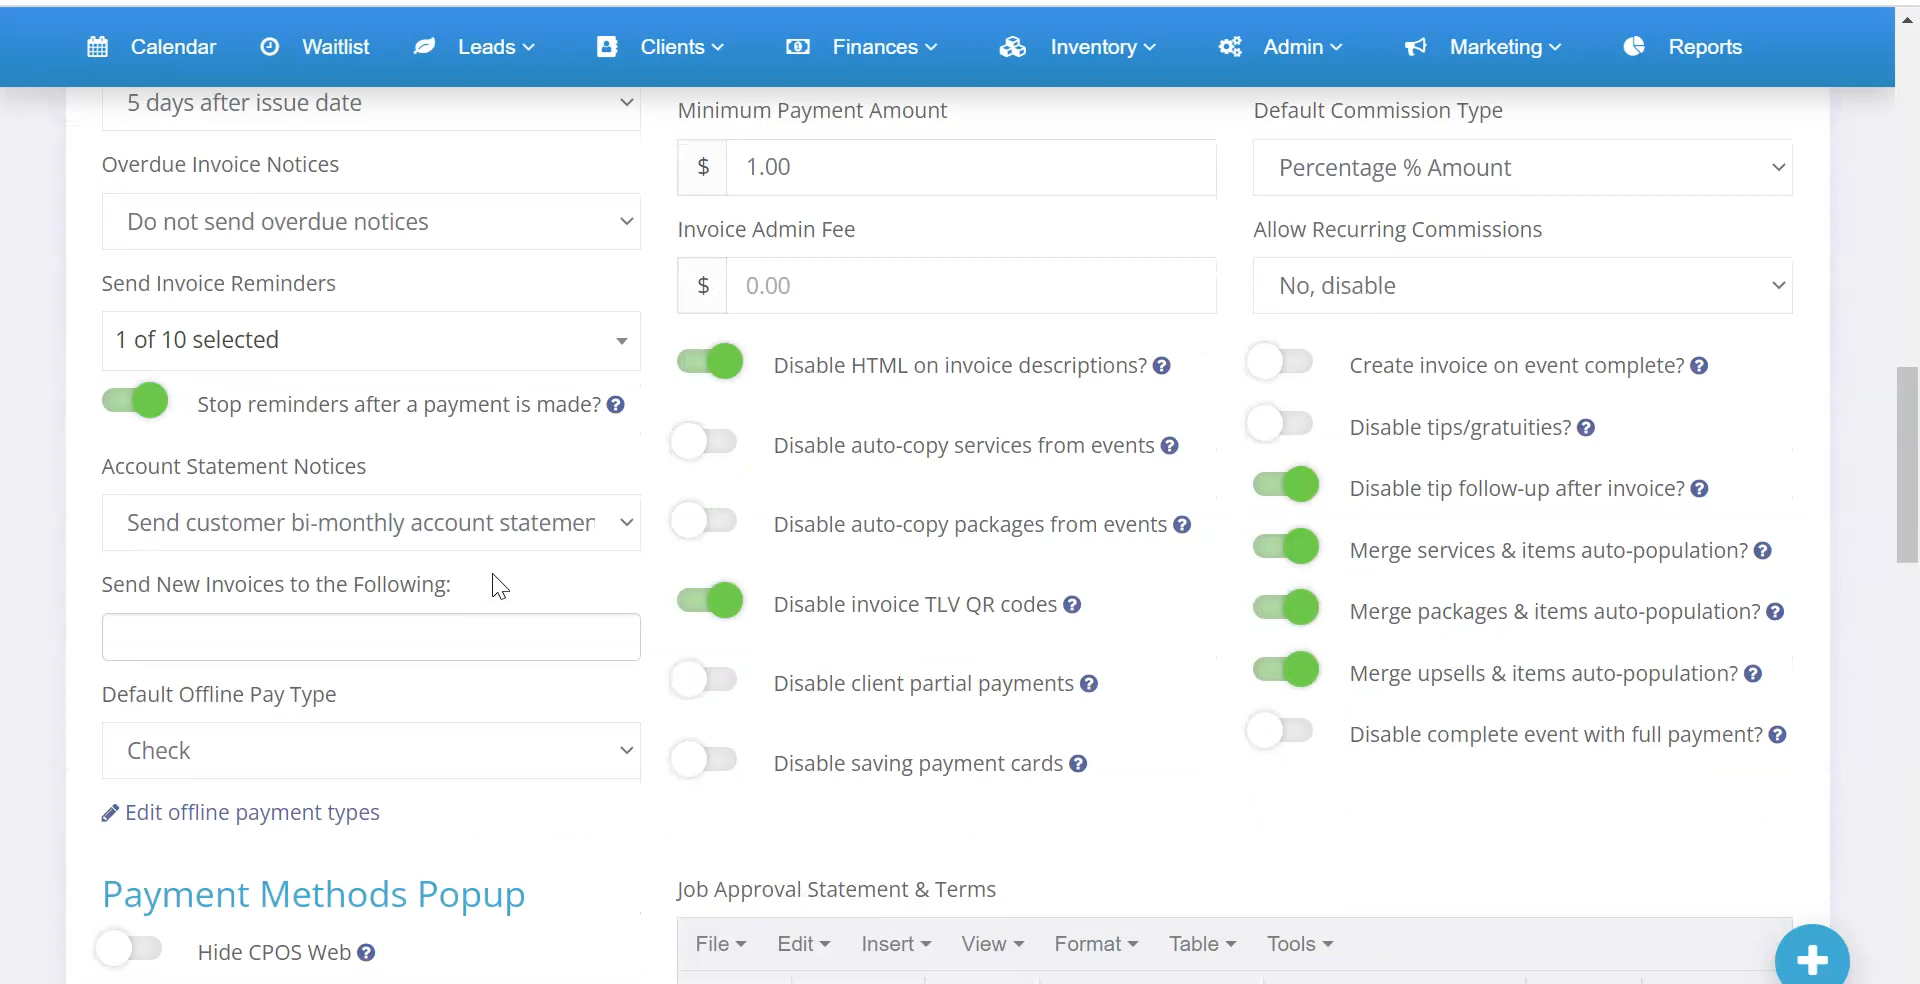 Calendar Waitlist Leads Clients Finances Inventory Admin Marketing Reports
5 days after issue date
Overdue Invoice Notices
Do not send overdue notices
Send Invoice Reminders
1 of 10 selected
Stop reminders after a payment is made?
Account Statement Notices
Send customer bi-monthly account statemen
Send New Invoices to the Following:
Default Offline Pay Type
Check
Edit offline payment types
Payment Methods Popup
Hide CPOS Web
Minimum Payment Amount
$ 1.00
Invoice Admin Fee
$ 0.00
Disable HTML on invoice descriptions?
Disable auto-copy services from events
Disable auto-copy packages from events
Disable invoice TLV QR codes
Disable client partial payments
Disable saving payment cards
Default Commission Type
Percentage % Amount
Allow Recurring Commissions
No, disable
Create invoice on event complete?
Disable tips/gratuities?
Disable tip follow-up after invoice?
Merge services & items auto-population?
Merge packages & items auto-population?
Merge upsells & items auto-population?
Disable complete event with full payment?
Job Approval Statement & Terms
File Edit Insert View Format Table Tools